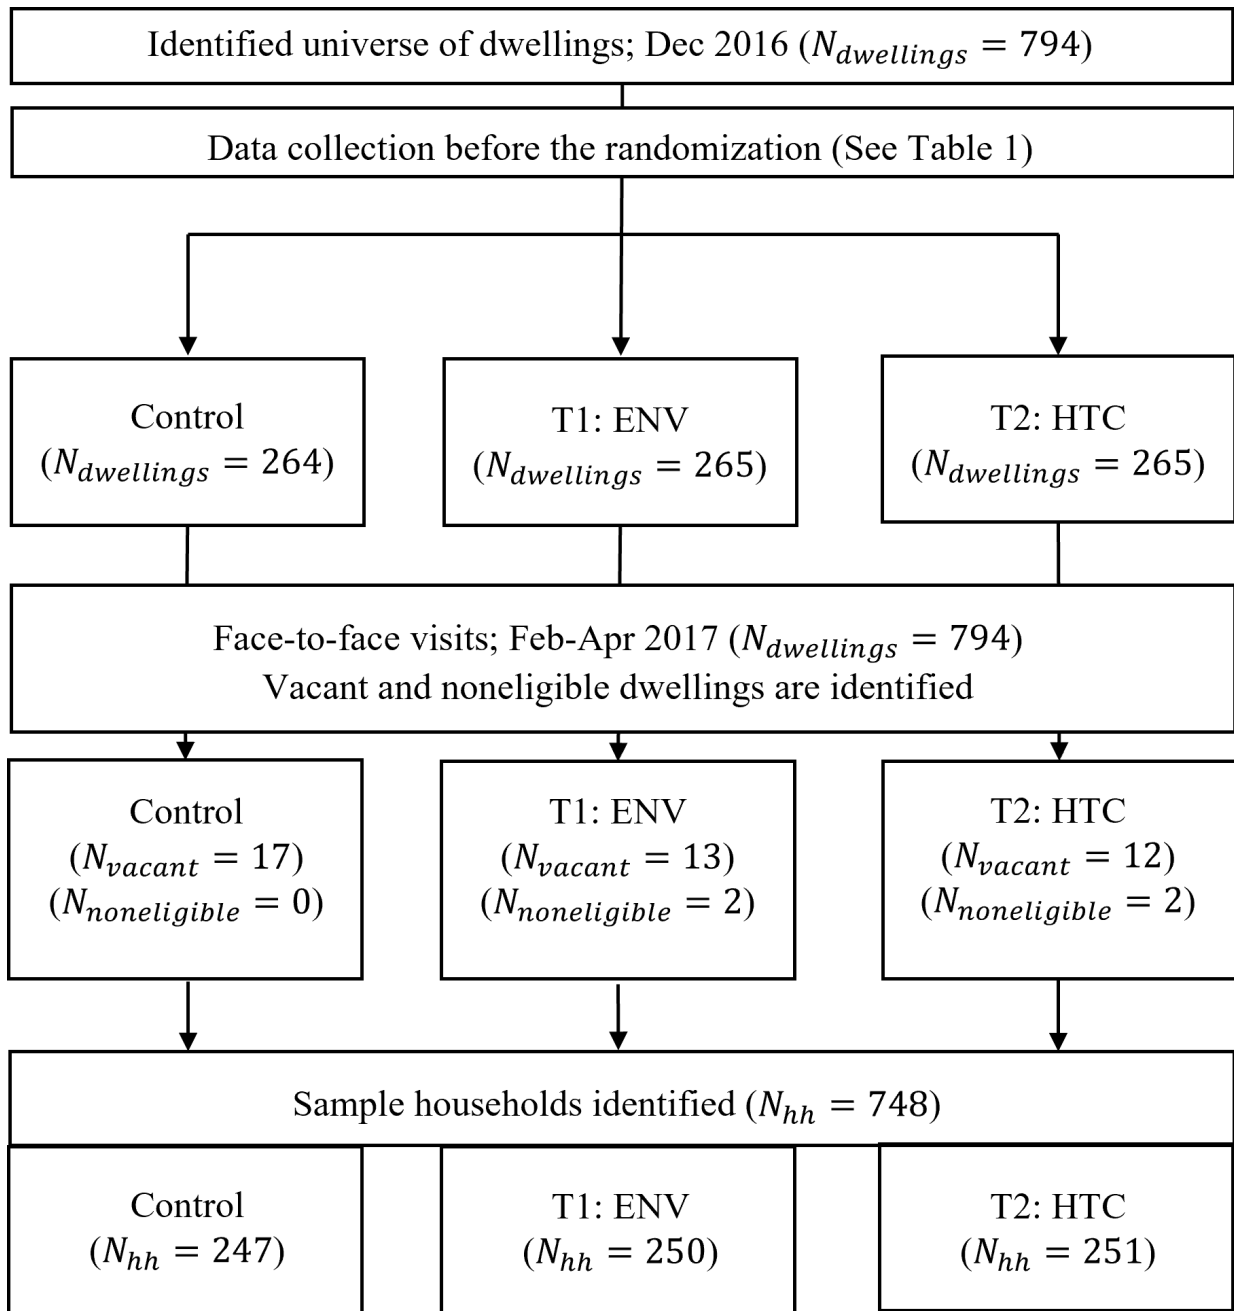 Identified universe of dwellings; Dec 2016 (N_dwellings = 794)
Data collection before the randomization (See Table 1)
Control
(N_dwellings = 264)
T1: ENV
(N_dwellings = 265)
T2: HTC
(N_dwellings = 265)
Face-to-face visits; Feb-Apr 2017 (N_dwellings = 794)
Vacant and noneligible dwellings are identified
Control
(N_vacant = 17)
(N_noneligible = 0)
T1: ENV
(N_vacant = 13)
(N_noneligible = 2)
T2: HTC
(N_vacant = 12)
(N_noneligible = 2)
Sample households identified (N_hh = 748)
Control
(N_hh = 247)
T1: ENV
(N_hh = 250)
T2: HTC
(N_hh = 251)